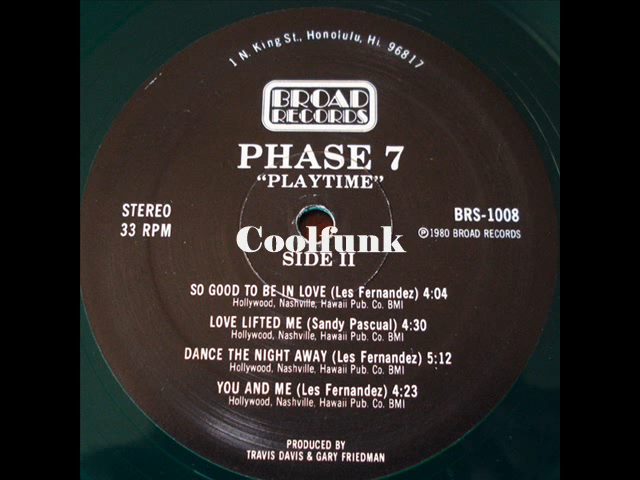 1 N. King St., Honolulu, Hi. 96817
BROAD
RECORDS
PHASE 7
“PLAYTIME”
STEREO
33 RPM
BRS-1008
℗1980 BROAD RECORDS
Coolfunk
SIDE II
SO GOOD TO BE IN LOVE (Les Fernandez) 4:04
Hollywood, Nashville, Hawaii Pub. Co. BMI
LOVE LIFTED ME (Sandy Pascual) 4:30
Hollywood, Nashville, Hawaii Pub. Co. BMI
DANCE THE NIGHT AWAY (Les Fernandez) 5:12
Hollywood, Nashville, Hawaii Pub. Co. BMI
YOU AND ME (Les Fernandez) 4:23
Hollywood, Nashville, Hawaii Pub. Co. BMI
PRODUCED BY
TRAVIS DAVIS & GARY FRIEDMAN